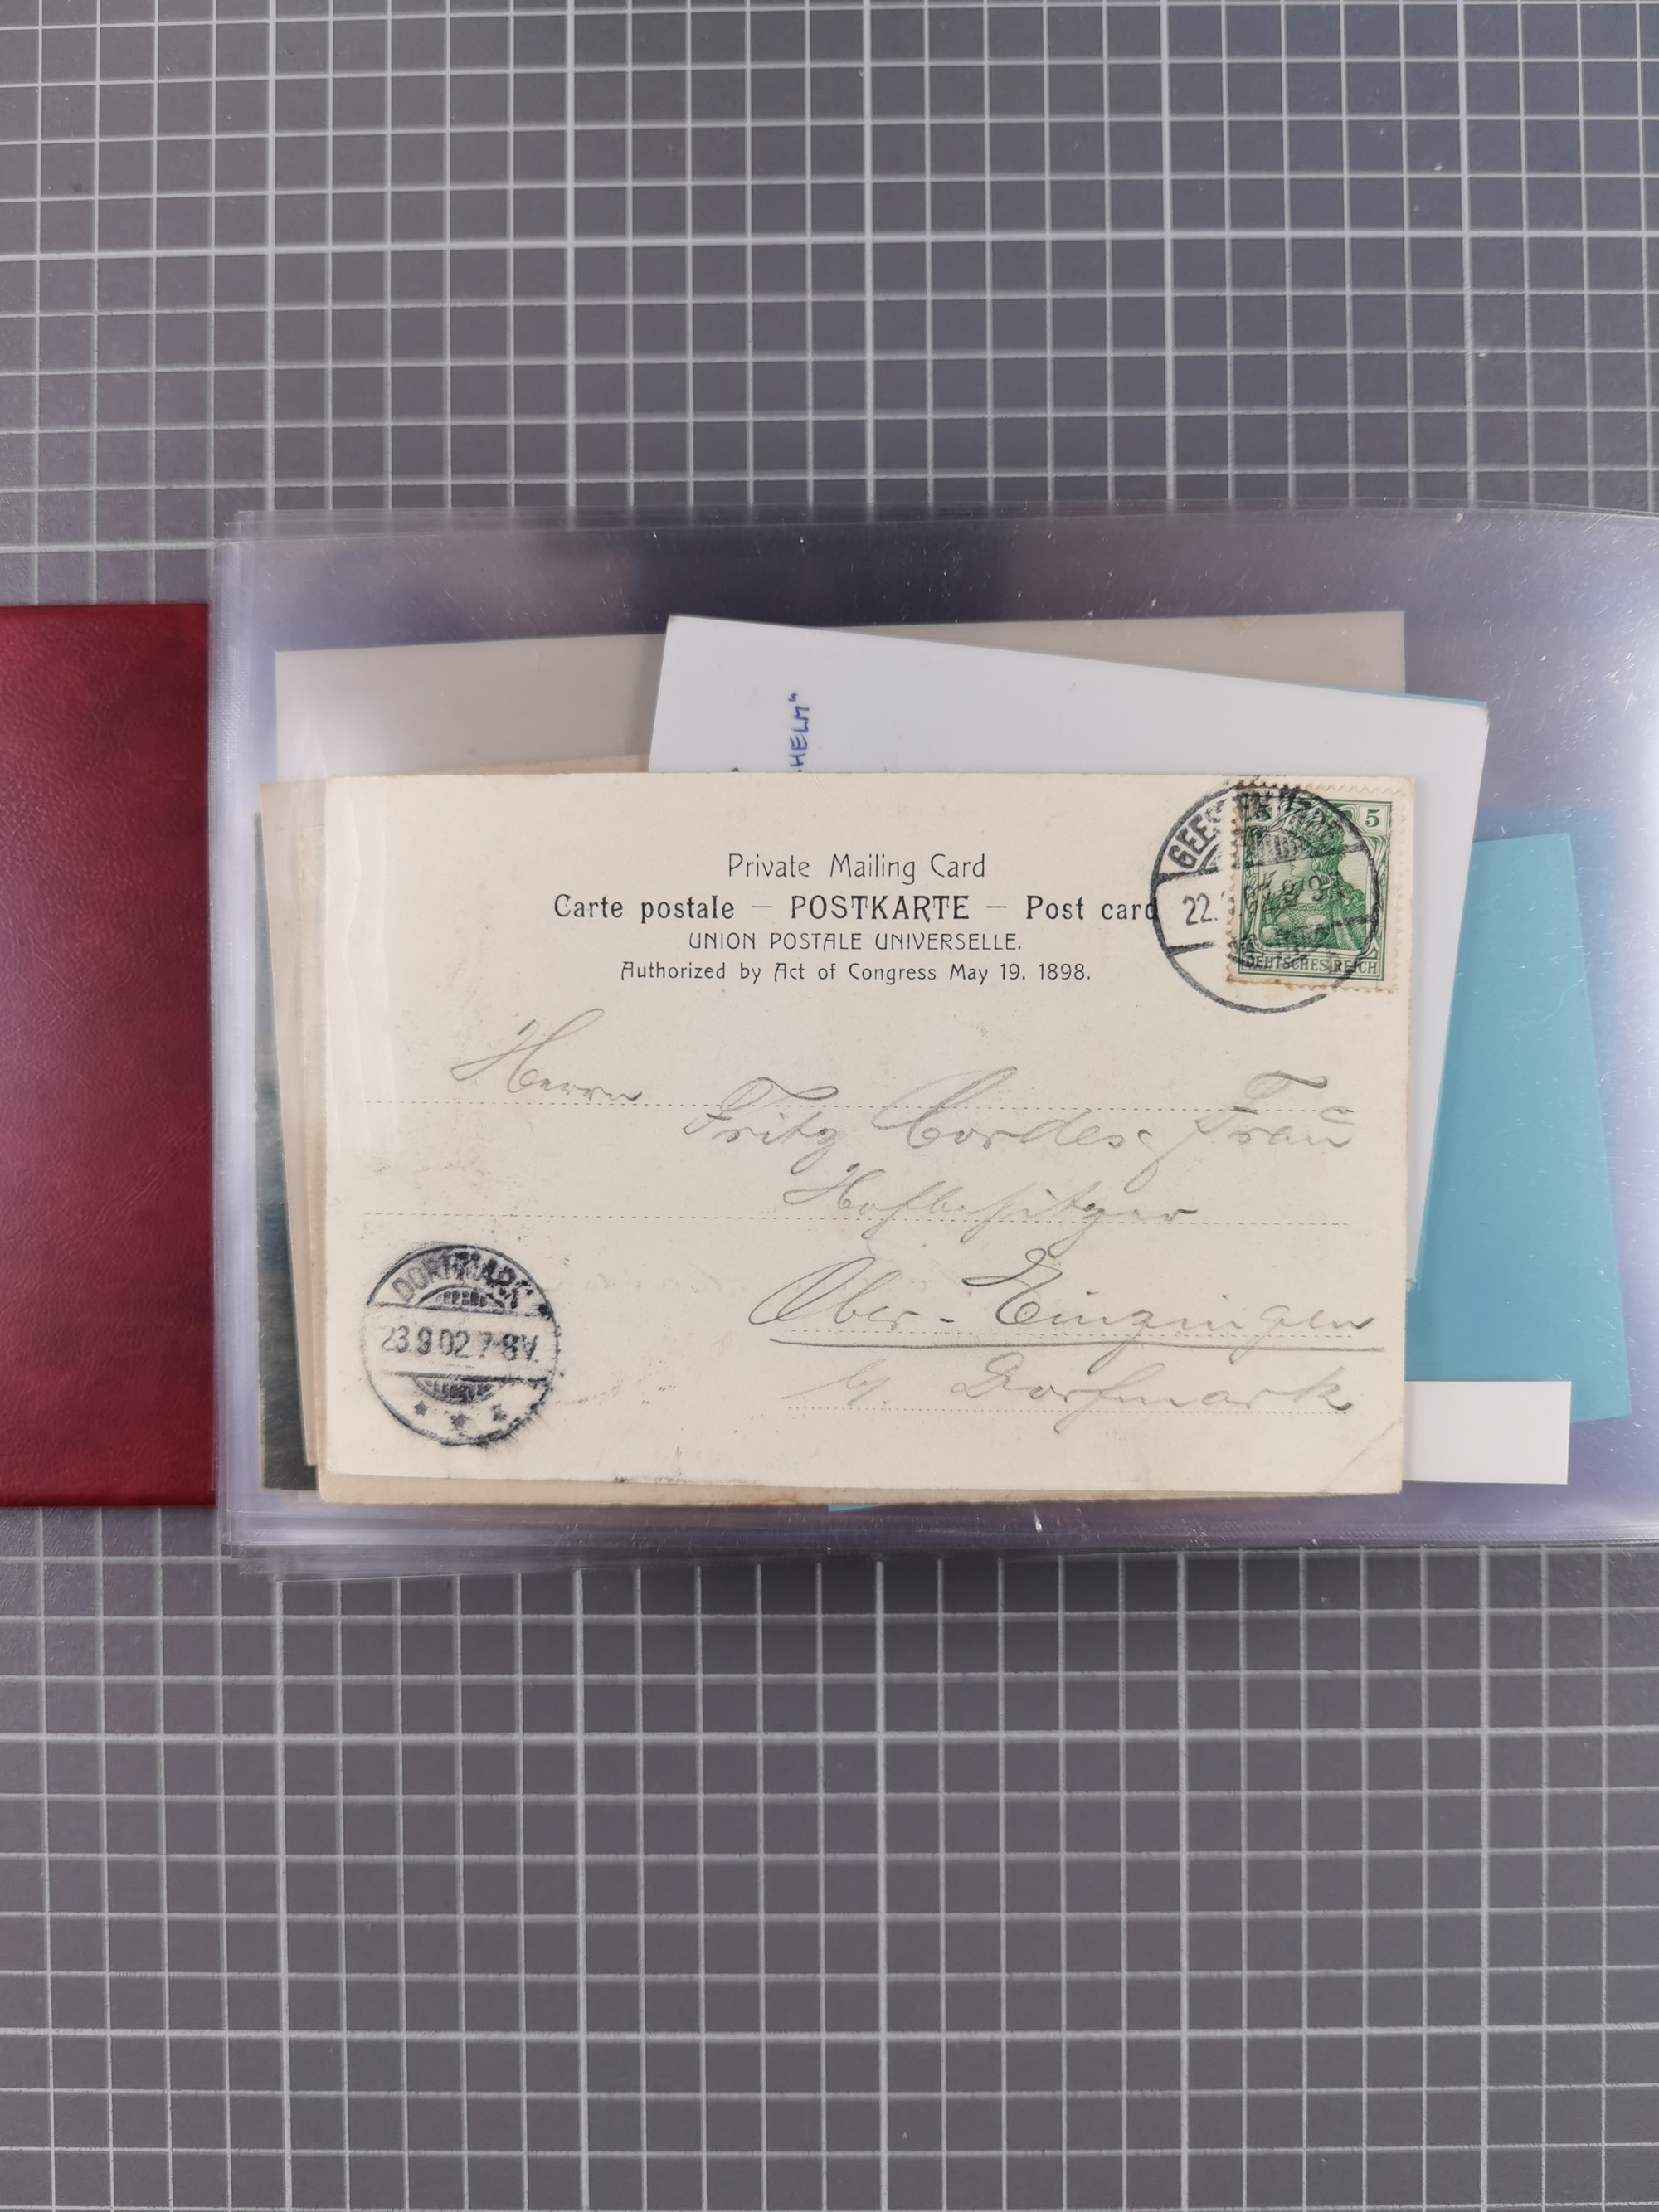 HELM"
Private Mailing Card
Carte postale — POSTKARTE — Post card
UNION POSTALE UNIVERSELLE.
Authorized by Act of Congress May 19. 1898.
5
22.
DEUTSCHES REICH
Herrn
Fritz Cordes Frau
Hofbesitzer
Ober-Einzingen
b/. Dorfmark
DORFMARK
23.9 02 7-8V.